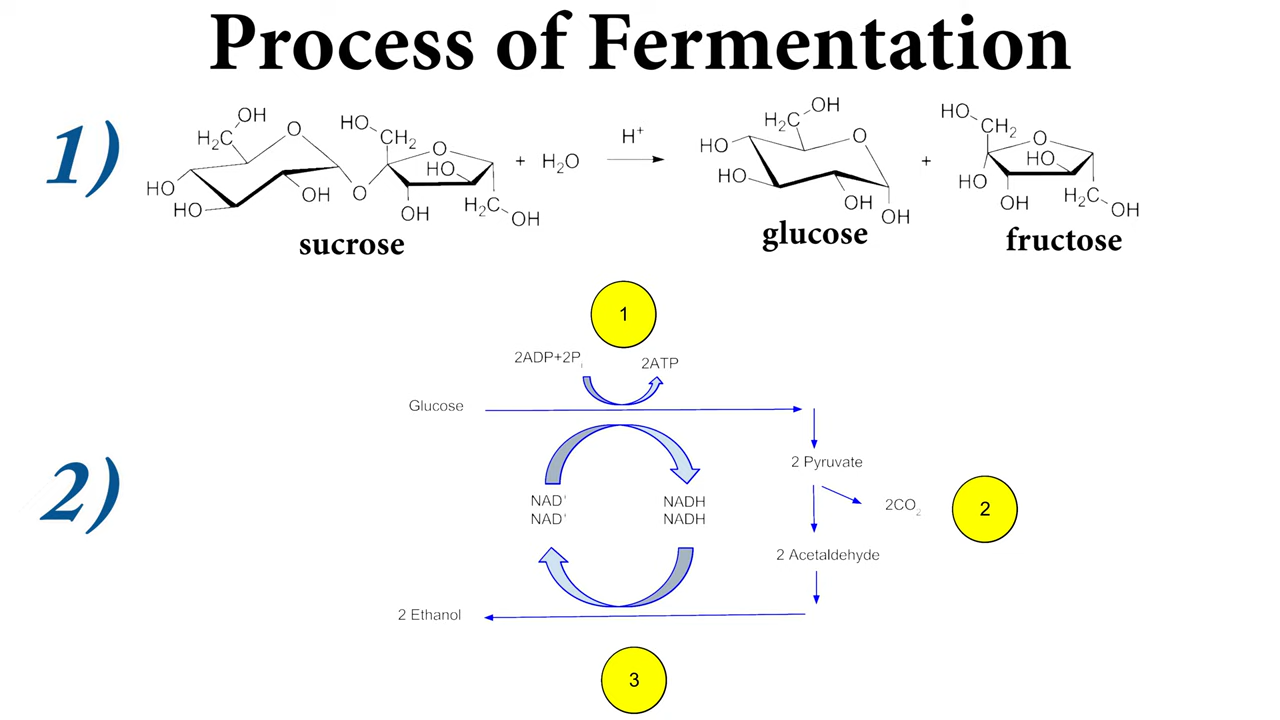 Process of Fermentation
1)
OH
H₂C
O
HO
HO
OH
O
HO
CH₂
O
HO
OH
H₂C
OH
+ H₂O
H⁺
OH
H₂C
O
HO
HO
OH
OH
+
HO
CH₂
O
HO
HO
OH
H₂C
OH
sucrose
glucose
fructose
2)
1
2ADP+2Pᵢ
2ATP
Glucose
2 Pyruvate
NAD⁺
NAD⁺
NADH
NADH
2CO₂
2
2 Acetaldehyde
2 Ethanol
3